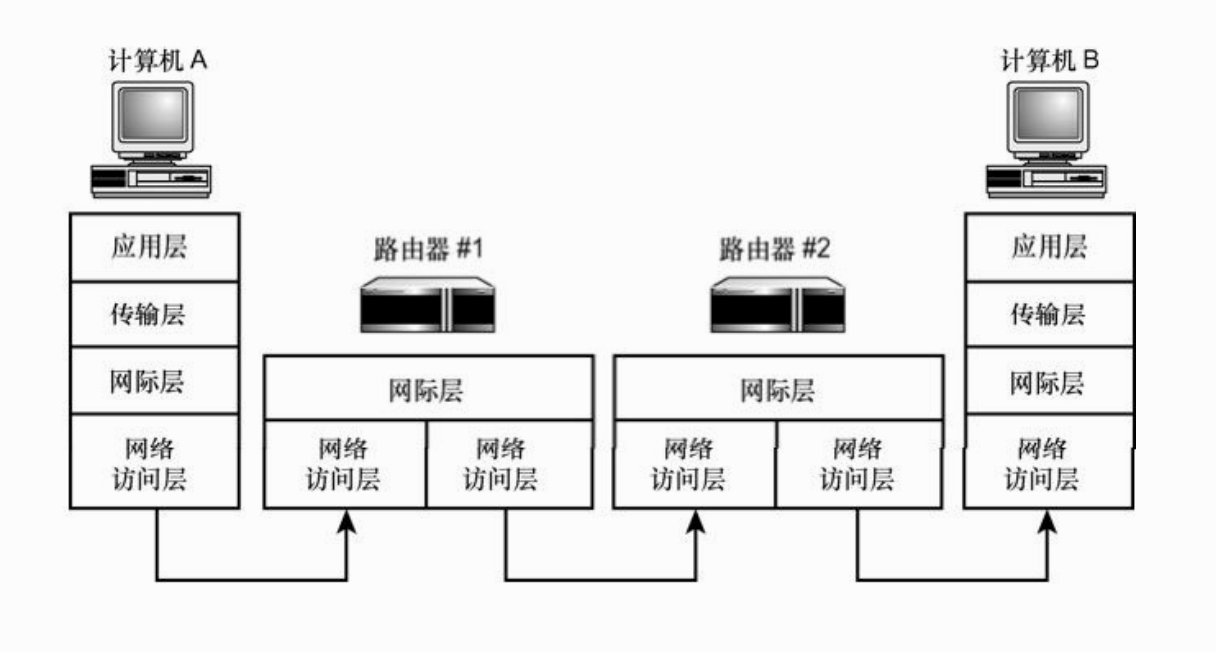 计算机 A
计算机 B
路由器 #1
路由器 #2
应用层
应用层
传输层
传输层
网际层
网际层
网际层
网际层
网络
访问层
网络
访问层
网络
访问层
网络
访问层
网络
访问层
网络
访问层